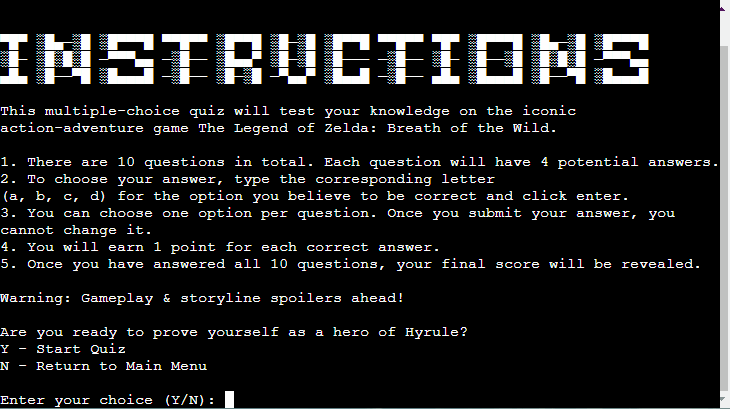 INSTRUCTIONS
This multiple-choice quiz will test your knowledge on the iconic
action-adventure game The Legend of Zelda: Breath of the Wild.
1. There are 10 questions in total. Each question will have 4 potential answers.
2. To choose your answer, type the corresponding letter
(a, b, c, d) for the option you believe to be correct and click enter.
3. You can choose one option per question. Once you submit your answer, you
cannot change it.
4. You will earn 1 point for each correct answer.
5. Once you have answered all 10 questions, your final score will be revealed.
Warning: Gameplay & storyline spoilers ahead!
Are you ready to prove yourself as a hero of Hyrule?
Y - Start Quiz
N - Return to Main Menu
Enter your choice (Y/N):